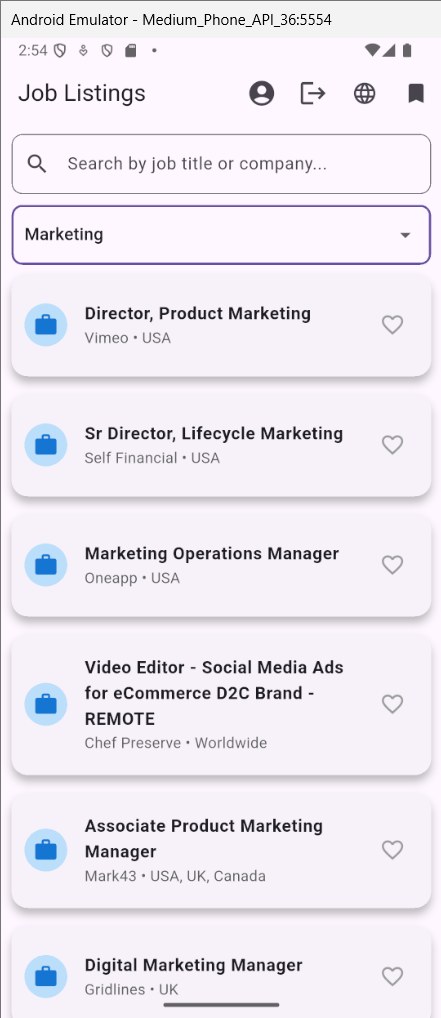 Android Emulator - Medium_Phone_API_36:5554
2:54
Job Listings
Search by job title or company...
Marketing
Director, Product Marketing
Vimeo • USA
Sr Director, Lifecycle Marketing
Self Financial • USA
Marketing Operations Manager
Oneapp • USA
Video Editor - Social Media Ads
for eCommerce D2C Brand -
REMOTE
Chef Preserve • Worldwide
Associate Product Marketing
Manager
Mark43 • USA, UK, Canada
Digital Marketing Manager
Gridlines • UK